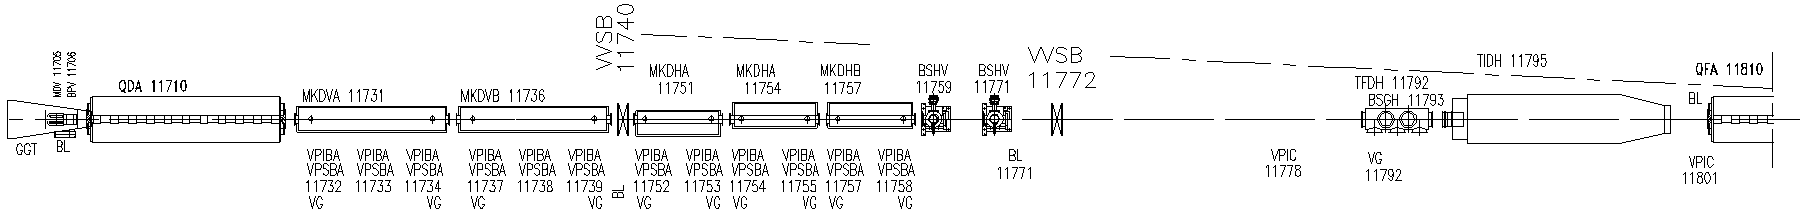 MDV 11705
BPV 11706
GGT
BL
QDA 11710
MKDVA 11731
MKDVB 11736
VVSB
11740
MKDHA
11751
MKDHA
11754
MKDHB
11757
BSHV
11759
BSHV
11771
VVSB
11772
TIDH 11795
TFDH 11792
BSGH 11793
QFA 11810
BL
VPIBA
VPSBA
11732
VG
VPIBA
VPSBA
11733
VPIBA
VPSBA
11734
VG
VPIBA
VPSBA
11737
VG
VPIBA
VPSBA
11738
VPIBA
VPSBA
11739
VG
BL
VPIBA
VPSBA
11752
VG
VPIBA
VPSBA
11753
VG
VPIBA
VPSBA
11754
VG
VPIBA
VPSBA
11755
VG
VPIBA
VPSBA
11757
VG
VPIBA
VPSBA
11758
VG
BL
11771
VPIC
11778
VG
11792
VPIC
11801